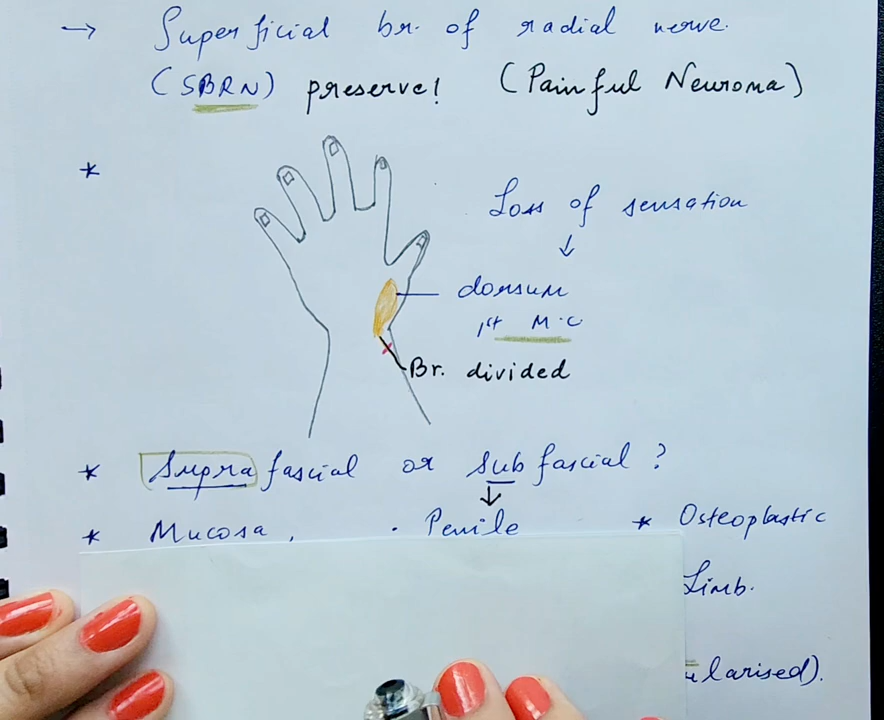 → Superficial br. of radial nerve.
(SBRN) preserve! (Painful Neuroma)
*
Loss of sensation
↓
dorsum
1st M.C.
Br. divided
* Suprafascial or subfascial ?
↓
* Mucosa, · Penile * Osteoplastic
Limb.
larised).